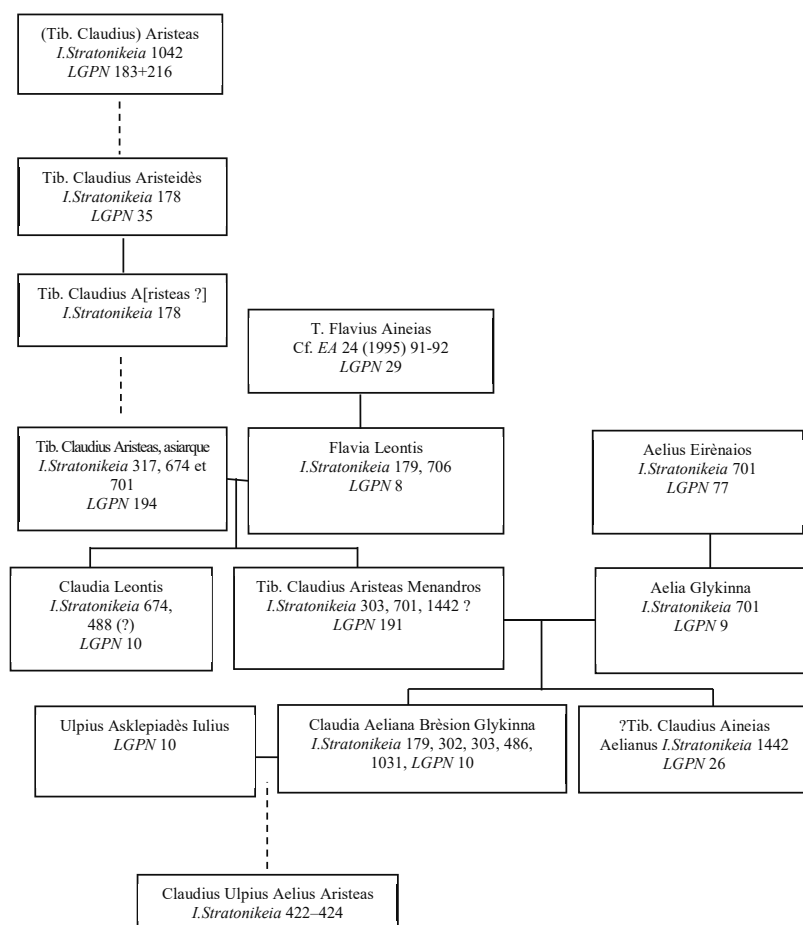 (Tib. Claudius) Aristeas
I.Stratonikeia 1042
LGPN 183+216
Tib. Claudius Aristeidès
I.Stratonikeia 178
LGPN 35
Tib. Claudius A[risteas ?]
I.Stratonikeia 178
T. Flavius Aineias
Cf. EA 24 (1995) 91-92
LGPN 29
Tib. Claudius Aristeas, asiarque
I.Stratonikeia 317, 674 et
701
LGPN 194
Flavia Leontis
I.Stratonikeia 179, 706
LGPN 8
Aelius Eirènaios
I.Stratonikeia 701
LGPN 77
Claudia Leontis
I.Stratonikeia 674,
488 (?)
LGPN 10
Tib. Claudius Aristeas Menandros
I.Stratonikeia 303, 701, 1442 ?
LGPN 191
Aelia Glykinna
I.Stratonikeia 701
LGPN 9
Ulpius Asklepiadès Iulius
LGPN 10
Claudia Aeliana Brèsion Glykinna
I.Stratonikeia 179, 302, 303, 486,
1031, LGPN 10
?Tib. Claudius Aineias
Aelianus I.Stratonikeia 1442
LGPN 26
Claudius Ulpius Aelius Aristeas
I.Stratonikeia 422–424